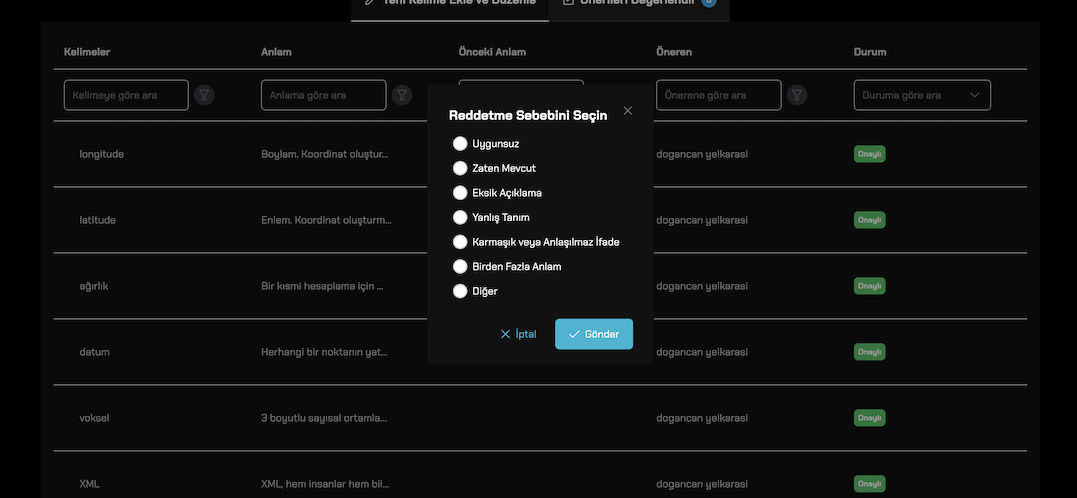 Yeni Kelime Ekle ve Düzenle
Önerileri Değerlendir
Kelimeler
Anlam
Önceki Anlam
Öneren
Durum
Kelimeye göre ara
Anlama göre ara
Önerene göre ara
Duruma göre ara
Reddetme Sebebini Seçin
Uygunsuz
Zaten Mevcut
Eksik Açıklama
Yanlış Tanım
Karmaşık veya Anlaşılmaz İfade
Birden Fazla Anlam
Diğer
İptal
Gönder
longitude
Boylam. Koordinat oluştur...
dogancan yelkarasi
Onaylı
latitude
Enlem. Koordinat oluşturm...
dogancan yelkarasi
Onaylı
ağırlık
Bir kısmi hesaplama için ...
dogancan yelkarasi
Onaylı
datum
Herhangi bir noktanın yat...
dogancan yelkarasi
Onaylı
voksel
3 boyutlu sayısal ortamla...
dogancan yelkarasi
Onaylı
XML
XML, hem insanlar hem bil...
dogancan yelkarasi
Onaylı